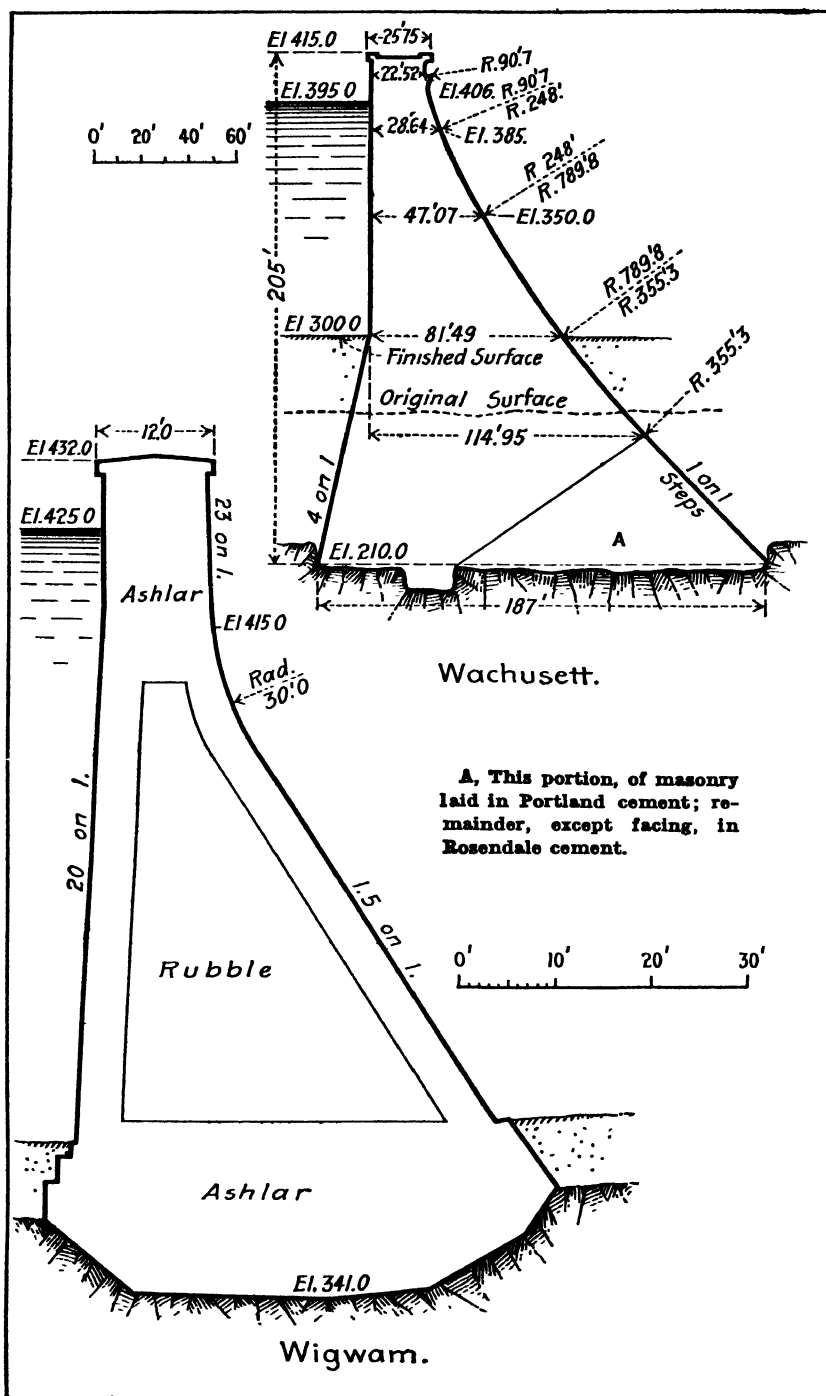 25'.75
El 415.0
22'.52
R.90'.7
El.406.
El.395 0
R.90'.7
R.248'.
28'.64
El.385.
0' 20' 40' 60'
R 248'
R.789'.8
47'.07
El.350.0
205'
R.789'.8
R.355'.3
El 300 0
81'.49
Finished Surface
R.355'.3
Original Surface
114'.95
4 on 1
1 on 1
Steps
A
El.210.0
187'
Wachusett.
12'.0
El 432.0
El.425 0
23 on 1.
Ashlar
El 415 0
Rad.
30'.0
A, This portion, of masonry
laid in Portland cement; re-
mainder, except facing, in
Rosendale cement.
20 on 1.
1.5 on 1.
Rubble
0' 10' 20' 30'
Ashlar
El.341.0
Wigwam.